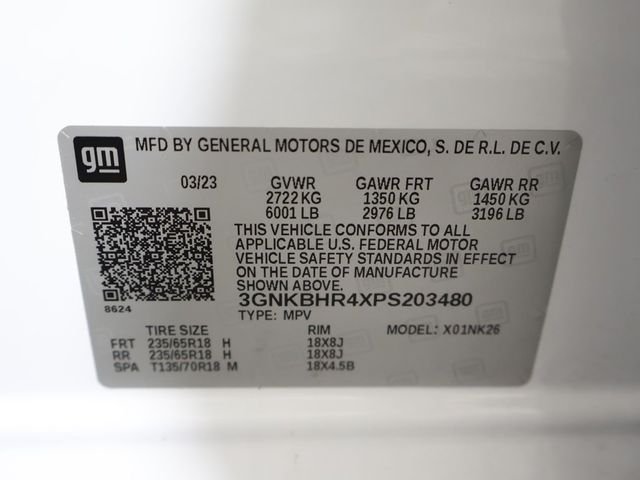 gm MFD BY GENERAL MOTORS DE MEXICO, S. DE R.L. DE C.V.
03/23 GVWR GAWR FRT GAWR RR
2722 KG 1350 KG 1450 KG
6001 LB 2976 LB 3196 LB
THIS VEHICLE CONFORMS TO ALL
APPLICABLE U.S. FEDERAL MOTOR
VEHICLE SAFETY STANDARDS IN EFFECT
ON THE DATE OF MANUFACTURE
SHOWN ABOVE.
3GNKBHR4XPS203480
8624
TYPE: MPV
TIRE SIZE RIM MODEL: X01NK26
FRT 235/65R18 H 18X8J
RR 235/65R18 H 18X8J
SPA T135/70R18 M 18X4.5B